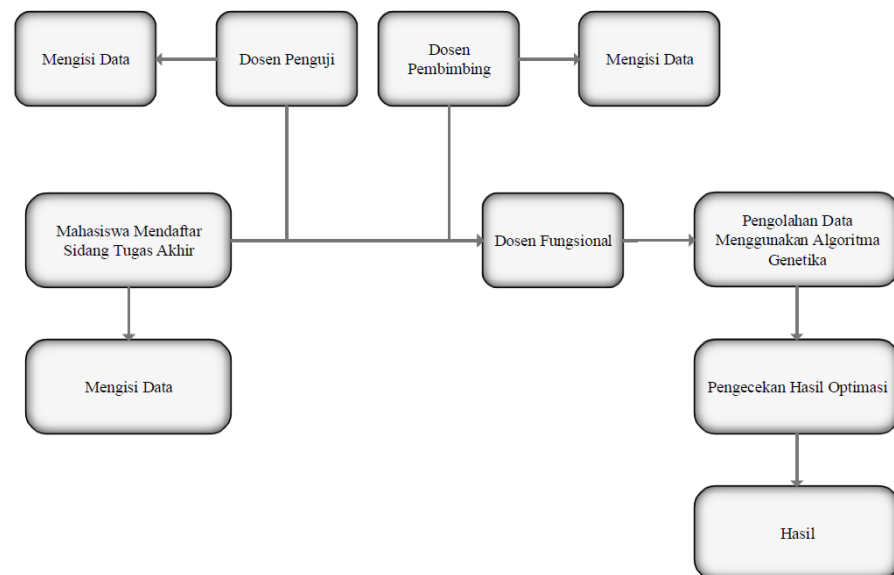 Mengisi Data
Dosen Penguji
Dosen
Pembimbing
Mengisi Data
Mahasiswa Mendaftar
Sidang Tugas Akhir
Dosen Fungsional
Pengolahan Data
Menggunakan Algoritma
Genetika
Mengisi Data
Pengecekan Hasil Optimasi
Hasil